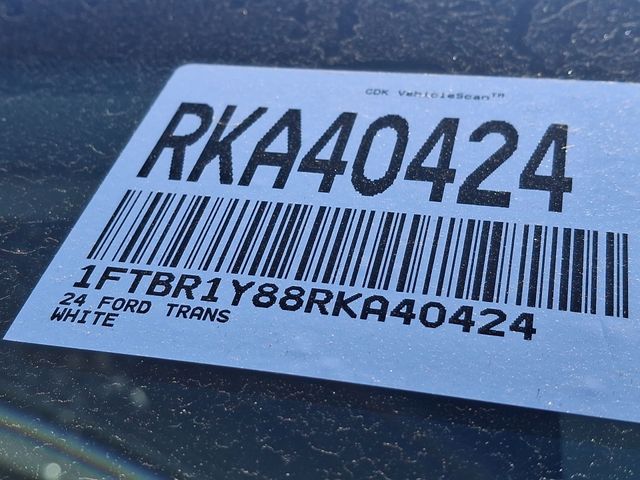 CDK VehicleScan™
RKA40424
1FTBR1Y88RKA40424
24 FORD TRANS
WHITE